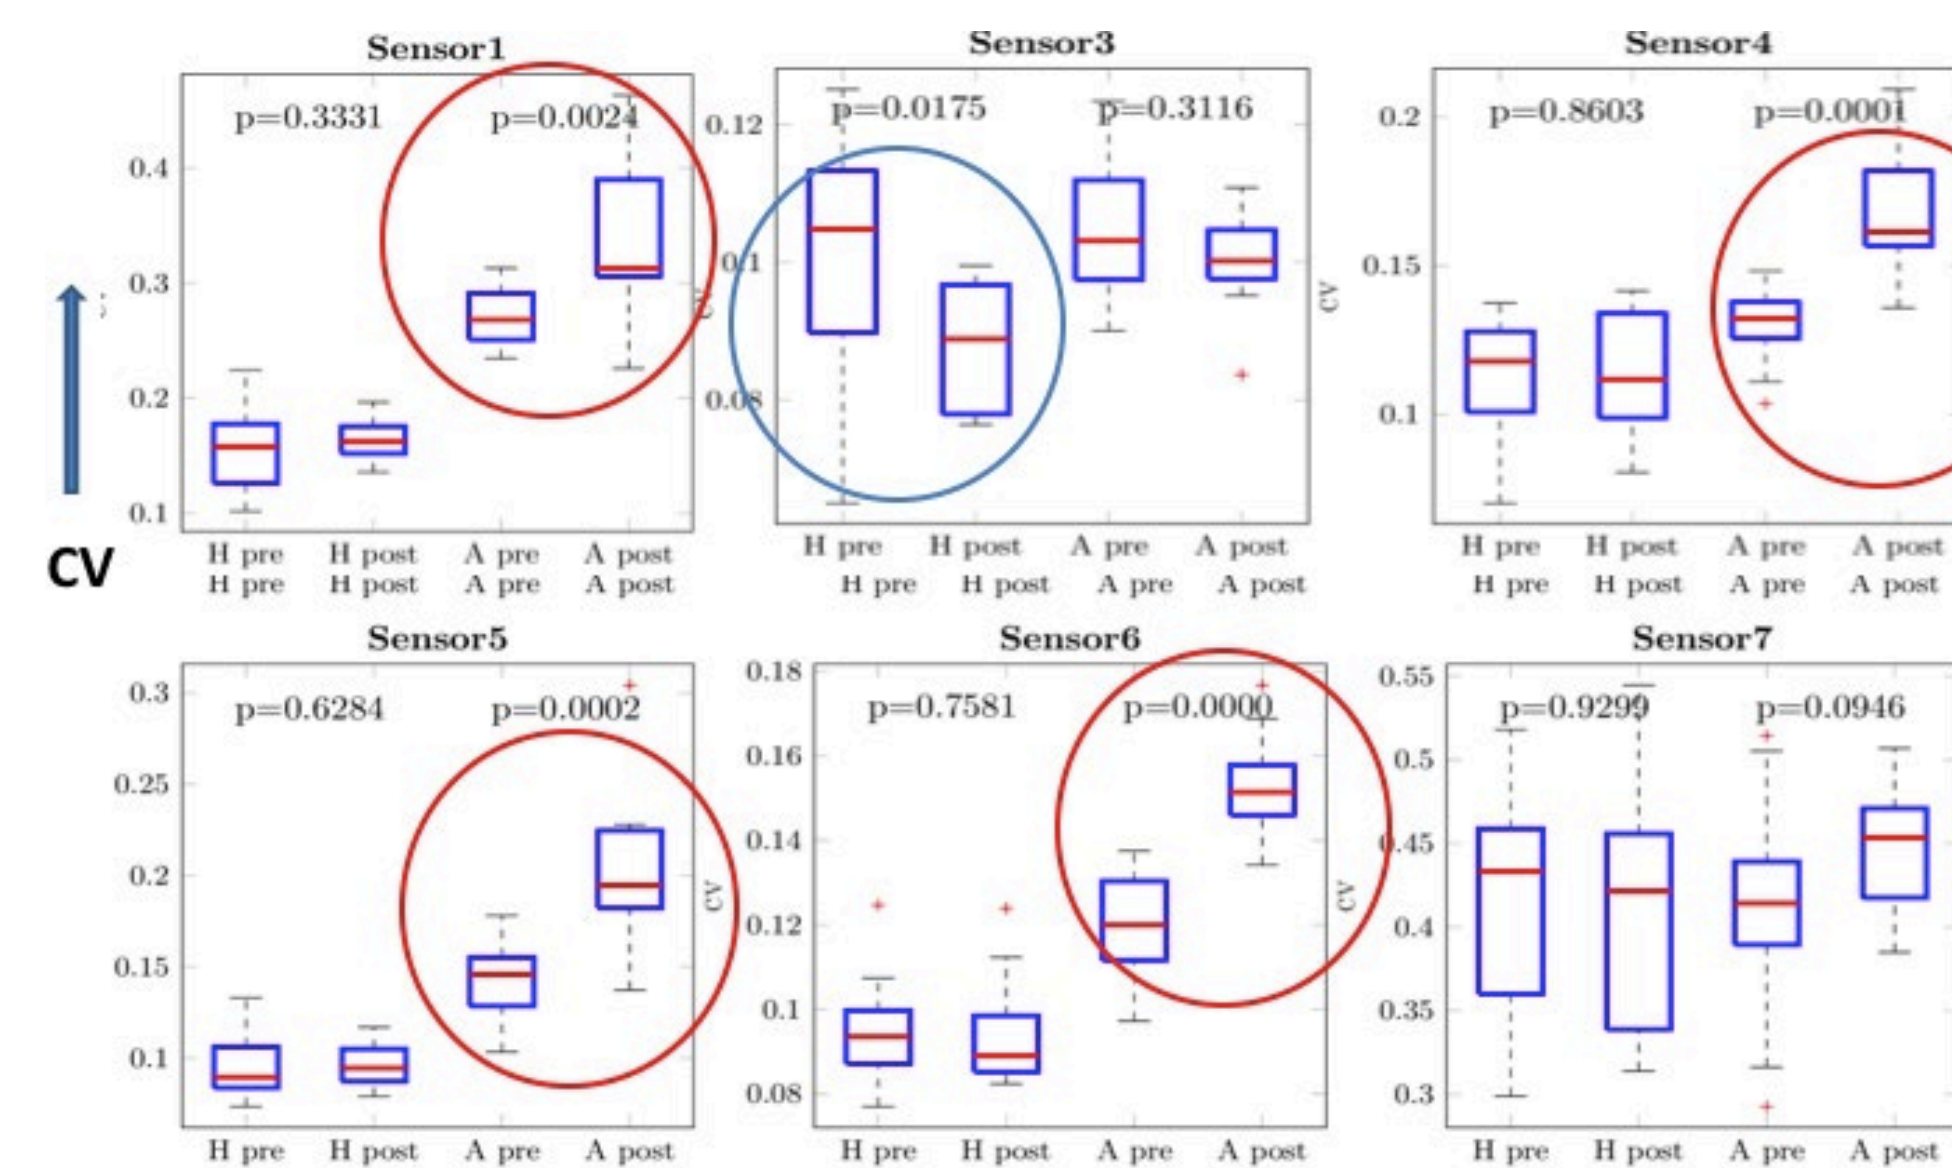 Sensor1
p=0.3331 p=0.0024
0.4
0.3
0.2
0.1
CV
H pre H post A pre A post
H pre H post A pre A post
Sensor3
p=0.0175 p=0.3116
0.12
0.1
0.08
H pre H post A pre A post
H pre H post A pre A post
Sensor4
p=0.8603 p=0.0001
0.2
0.15
0.1
CV
H pre H post A pre A post
H pre H post A pre A post
Sensor5
p=0.6284 p=0.0002
0.3
0.25
0.2
0.15
0.1
H pre H post A pre A post
Sensor6
p=0.7581 p=0.0000
0.18
0.16
0.14
0.12
0.1
0.08
CV
H pre H post A pre A post
Sensor7
p=0.9299 p=0.0946
0.55
0.5
0.45
0.4
0.35
0.3
CV
H pre H post A pre A post